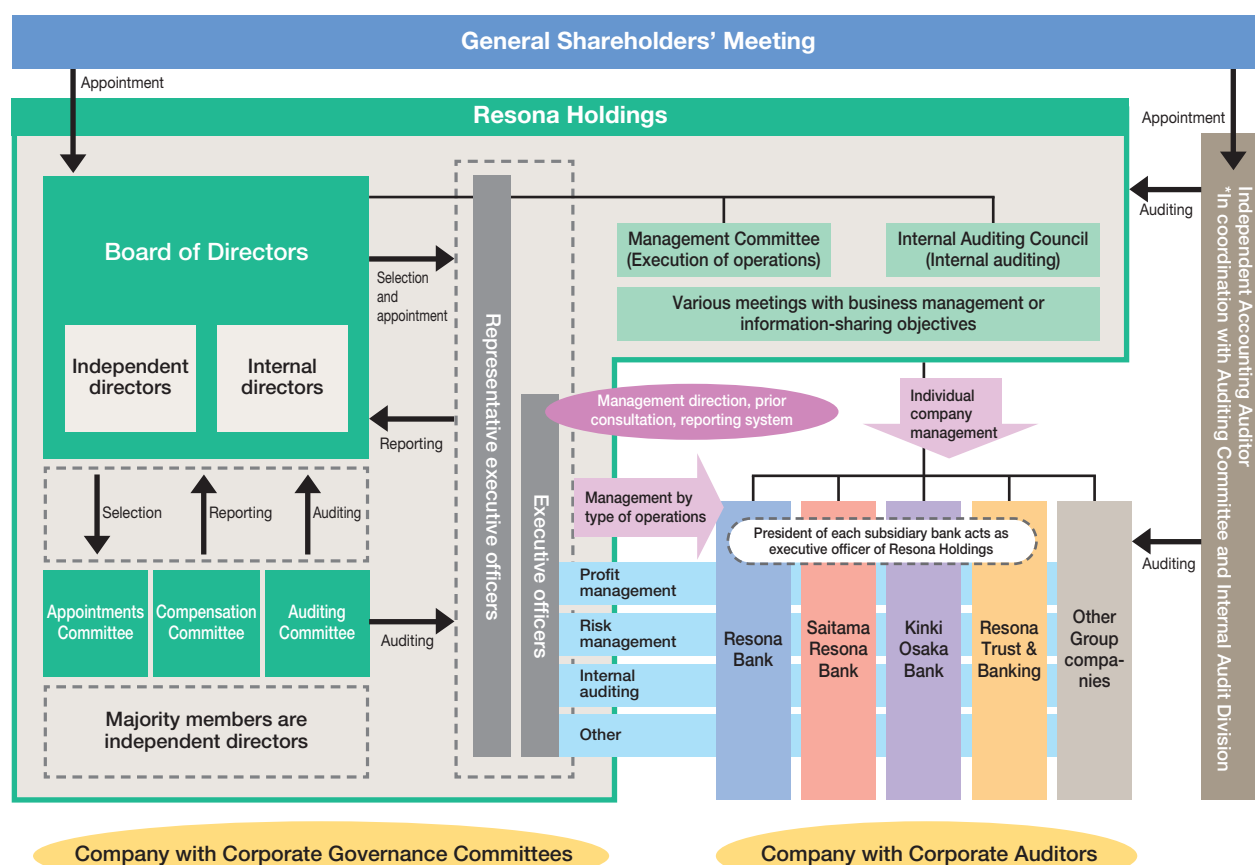 General Shareholders' Meeting
Appointment
Appointment
Resona Holdings
Board of Directors
Independent
directors
Internal
directors
Selection
and
appointment
Reporting
Representative executive officers
Executive officers
Management Committee
(Execution of operations)
Internal Auditing Council
(Internal auditing)
Various meetings with business management or
information-sharing objectives
Auditing
Independent Accounting Auditor
*In coordination with Auditing Committee and Internal Audit Division
Management direction, prior
consultation, reporting system
Individual
company
management
Selection
Reporting
Auditing
Management by
type of operations
President of each subsidiary bank acts as
executive officer of Resona Holdings
Auditing
Appointments
Committee
Compensation
Committee
Auditing
Committee
Auditing
Profit
management
Risk
management
Internal
auditing
Other
Resona
Bank
Saitama
Resona
Bank
Kinki
Osaka
Bank
Resona
Trust &
Banking
Other
Group
compa-
nies
Majority members are
independent directors
Company with Corporate Governance Committees
Company with Corporate Auditors